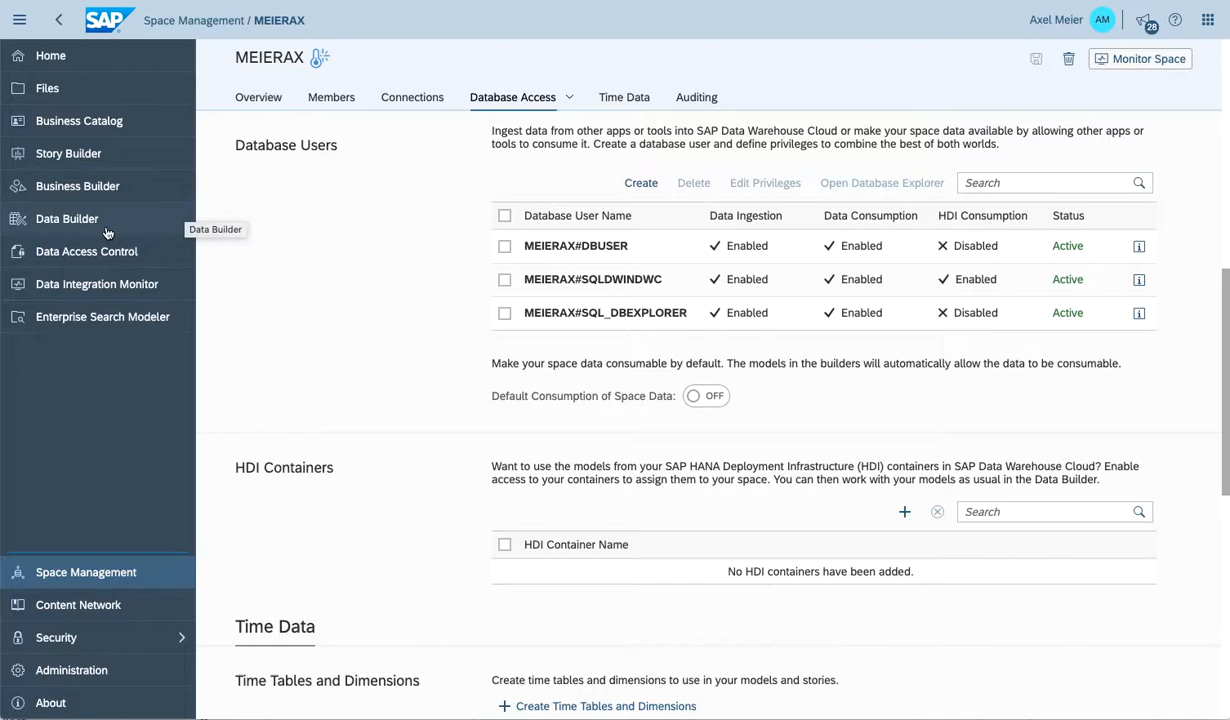 SAP Space Management / MEIERAX Axel Meier AM 28
Home
Files
Business Catalog
Story Builder
Business Builder
Data Builder
Data Builder
Data Access Control
Data Integration Monitor
Enterprise Search Modeler
Space Management
Content Network
Security
Administration
About
MEIERAX Monitor Space
Overview Members Connections Database Access Time Data Auditing
Database Users
Ingest data from other apps or tools into SAP Data Warehouse Cloud or make your space data available by allowing other apps or
tools to consume it. Create a database user and define privileges to combine the best of both worlds.
Create Delete Edit Privileges Open Database Explorer Search
Database User Name Data Ingestion Data Consumption HDI Consumption Status
MEIERAX#DBUSER Enabled Enabled Disabled Active
MEIERAX#SQLDWINDWC Enabled Enabled Enabled Active
MEIERAX#SQL_DBEXPLORER Enabled Enabled Disabled Active
Make your space data consumable by default. The models in the builders will automatically allow the data to be consumable.
Default Consumption of Space Data: OFF
HDI Containers
Want to use the models from your SAP HANA Deployment Infrastructure (HDI) containers in SAP Data Warehouse Cloud? Enable
access to your containers to assign them to your space. You can then work with your models as usual in the Data Builder.
Search
HDI Container Name
No HDI containers have been added.
Time Data
Time Tables and Dimensions
Create time tables and dimensions to use in your models and stories.
Create Time Tables and Dimensions